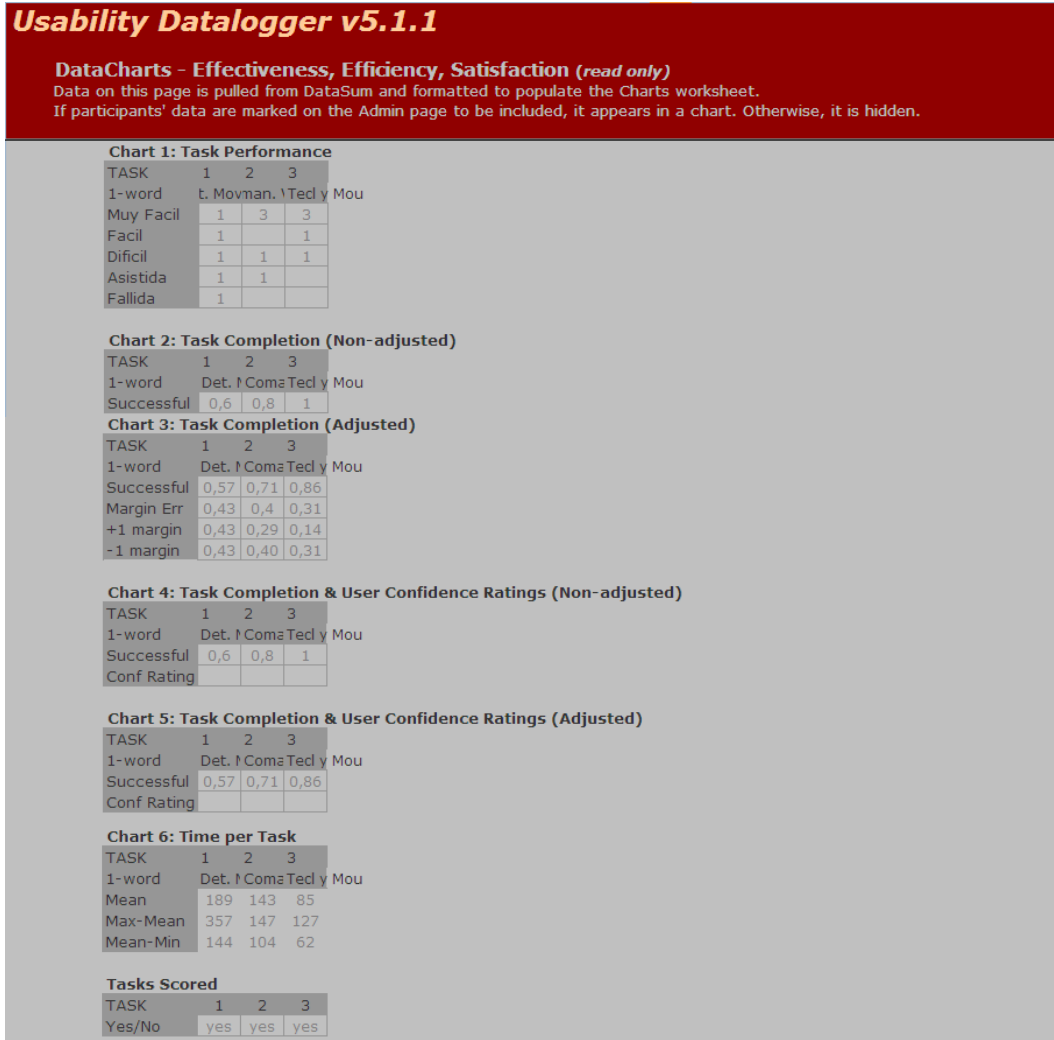 Usability Datalogger v5.1.1
DataCharts - Effectiveness, Efficiency, Satisfaction (read only)
Data on this page is pulled from DataSum and formatted to populate the Charts worksheet.
If participants' data are marked on the Admin page to be included, it appears in a chart. Otherwise, it is hidden.
Chart 1: Task Performance
TASK 1 2 3
1-word t. Mov man. Tecl y Mou
Muy Facil 1 3 3
Facil 1 1
Dificil 1 1 1
Asistida 1 1
Fallida 1
Chart 2: Task Completion (Non-adjusted)
TASK 1 2 3
1-word Det. Coma Tecl y Mou
Successful 0,6 0,8 1
Chart 3: Task Completion (Adjusted)
TASK 1 2 3
1-word Det. Coma Tecl y Mou
Successful 0,57 0,71 0,86
Margin Err 0,43 0,4 0,31
+1 margin 0,43 0,29 0,14
-1 margin 0,43 0,40 0,31
Chart 4: Task Completion & User Confidence Ratings (Non-adjusted)
TASK 1 2 3
1-word Det. Coma Tecl y Mou
Successful 0,6 0,8 1
Conf Rating
Chart 5: Task Completion & User Confidence Ratings (Adjusted)
TASK 1 2 3
1-word Det. Coma Tecl y Mou
Successful 0,57 0,71 0,86
Conf Rating
Chart 6: Time per Task
TASK 1 2 3
1-word Det. Coma Tecl y Mou
Mean 189 143 85
Max-Mean 357 147 127
Mean-Min 144 104 62
Tasks Scored
TASK 1 2 3
Yes/No yes yes yes